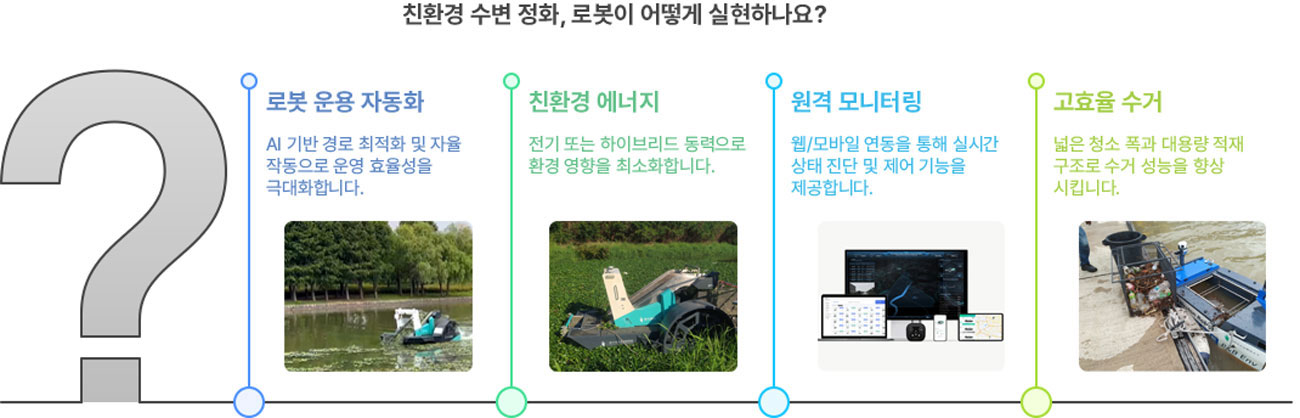 친환경 수변 정화, 로봇이 어떻게 실현하나요?
로봇 운용 자동화
AI 기반 경로 최적화 및 자율
작동으로 운영 효율성을
극대화합니다.
친환경 에너지
전기 또는 하이브리드 동력으로
환경 영향을 최소화합니다.
원격 모니터링
웹/모바일 연동을 통해 실시간
상태 진단 및 제어 기능을
제공합니다.
고효율 수거
넓은 청소 폭과 대용량 적재
구조로 수거 성능을 향상
시킵니다.